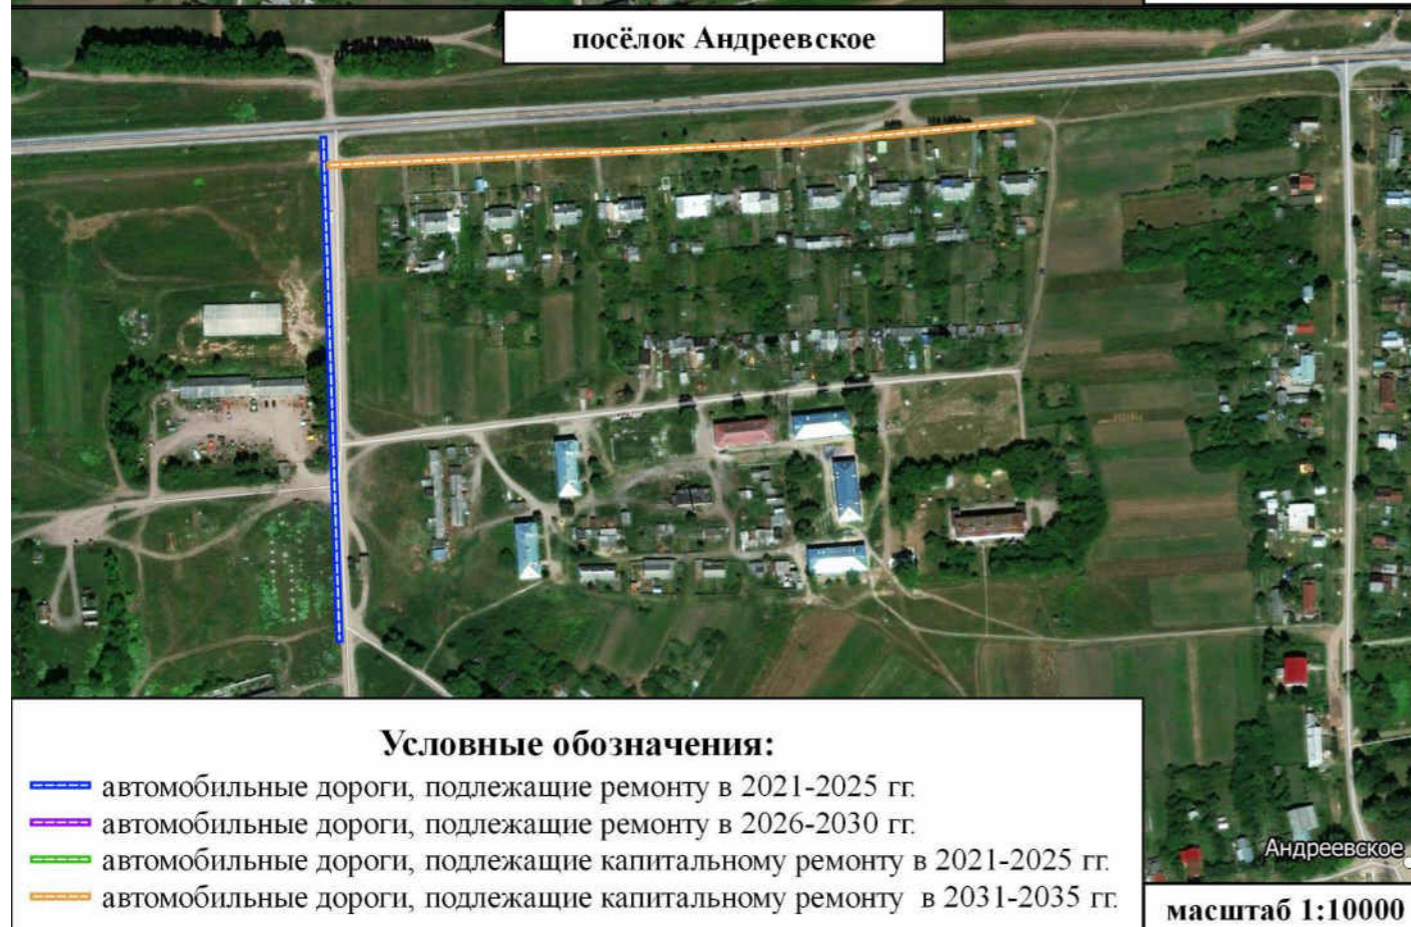 посёлок Андреевское
Условные обозначения:
автомобильные дороги, подлежащие ремонту в 2021-2025 гг.
автомобильные дороги, подлежащие ремонту в 2026-2030 гг.
автомобильные дороги, подлежащие капитальному ремонту в 2021-2025 гг.
автомобильные дороги, подлежащие капитальному ремонту в 2031-2035 гг.
Андреевское
масштаб 1:10000